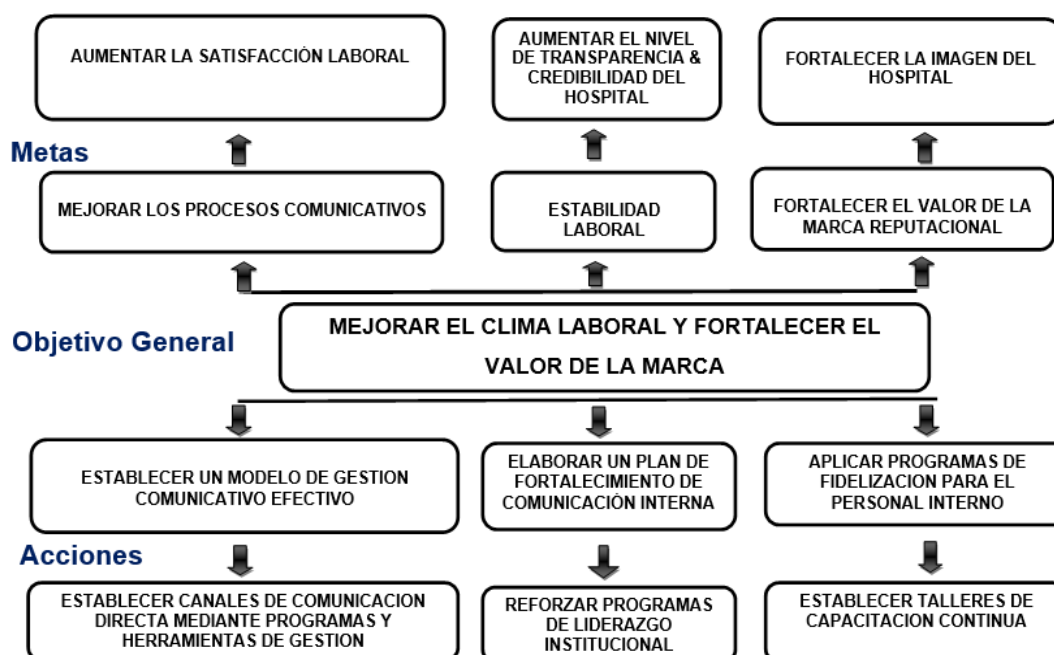 AUMENTAR LA SATISFACCIÓN LABORAL
AUMENTAR EL NIVEL
DE TRANSPARENCIA &
CREDIBILIDAD DEL
HOSPITAL
FORTALECER LA IMAGEN DEL
HOSPITAL
Metas
MEJORAR LOS PROCESOS COMUNICATIVOS
ESTABILIDAD
LABORAL
FORTALECER EL VALOR DE LA
MARCA REPUTACIONAL
Objetivo General
MEJORAR EL CLIMA LABORAL Y FORTALECER EL
VALOR DE LA MARCA
ESTABLECER UN MODELO DE GESTION
COMUNICATIVO EFECTIVO
ELABORAR UN PLAN DE
FORTALECIMIENTO DE
COMUNICACIÓN INTERNA
APLICAR PROGRAMAS DE
FIDELIZACION PARA EL
PERSONAL INTERNO
Acciones
ESTABLECER CANALES DE COMUNICACION
DIRECTA MEDIANTE PROGRAMAS Y
HERRAMIENTAS DE GESTION
REFORZAR PROGRAMAS
DE LIDERAZGO
INSTITUCIONAL
ESTABLECER TALLERES DE
CAPACITACION CONTINUA